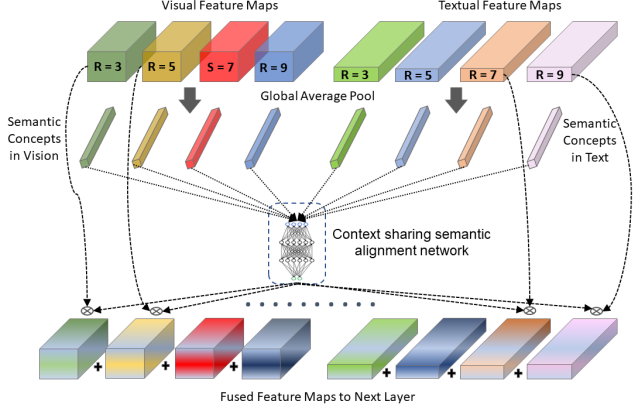 Visual Feature Maps
Textual Feature Maps
R = 3
R = 5
S = 7
R = 9
R = 3
R = 5
R = 7
R = 9
Global Average Pool
Semantic
Concepts
in Vision
Semantic
Concepts
in Text
Context sharing semantic
alignment network
+ + + + + +
Fused Feature Maps to Next Layer